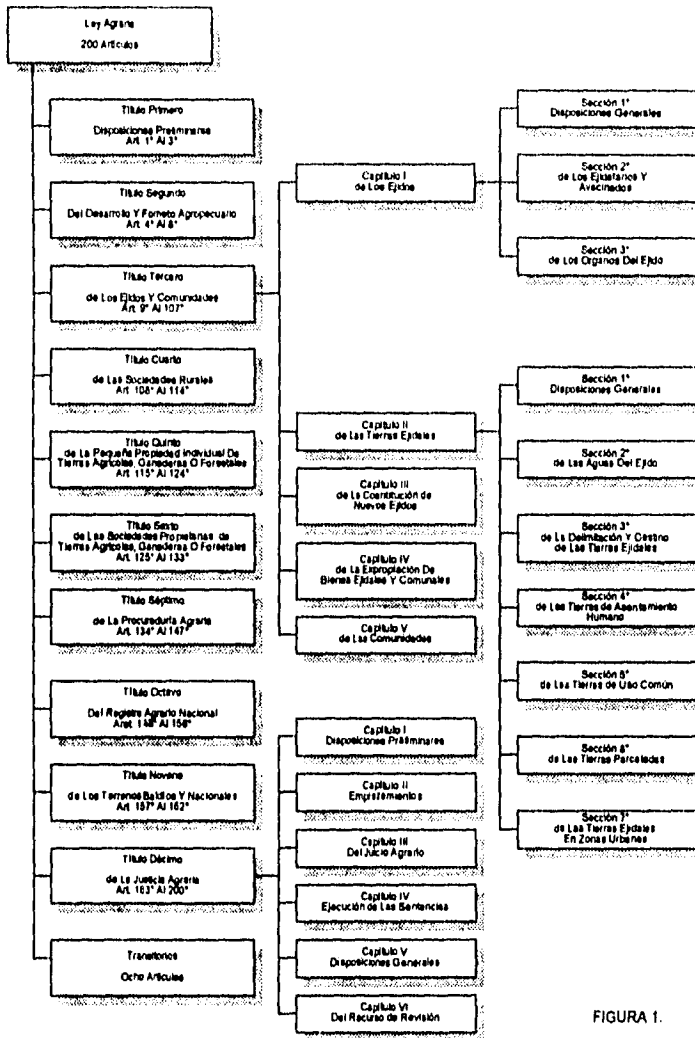 Ley Agraria
200 Artículos
Título Primero
Disposiciones Preliminares
Art. 1° Al 3°
Título Segundo
Del Desarrollo Y Fomento Agropecuario
Art. 4° Al 8°
Título Tercero
de Los Ejidos Y Comunidades
Art. 9° Al 107°
Título Cuarto
de Las Sociedades Rurales
Art. 108° Al 114°
Título Quinto
de La Pequeña Propiedad Individual De
Tierras Agrícolas, Ganaderas O Forestales
Art. 115° Al 124°
Título Sexto
de Las Sociedades Propietarias de
Tierras Agrícolas, Ganaderas O Forestales
Art. 125° Al 133°
Título Séptimo
de La Procuraduría Agraria
Art. 134° Al 147°
Título Octavo
Del Registro Agrario Nacional
Aret. 148° Al 156°
Título Noveno
de Los Terrenos Baldíos Y Nacionales
Art. 157° Al 162°
Título Décimo
de La Justicia Agraria
Art. 163° Al 200°
Transitorios
Ocho Artículos
Capítulo I
de Los Ejidos
Capítulo II
de Las Tierras Ejidales
Capítulo III
de La Constitución de
Nuevos Ejidos
Capítulo IV
de La Expropiación De
Bienes Ejidales Y Comunales
Capítulo V
de Las Comunidades
Capítulo I
Disposiciones Preliminares
Capítulo II
Emplazamientos
Capítulo III
Del Juicio Agrario
Capítulo IV
Ejecución de Las Sentencias
Capítulo V
Disposiciones Generales
Capítulo VI
Del Recurso de Revisión
Sección 1°
Disposiciones Generales
Sección 2°
de Los Ejidatarios Y
Avecinados
Sección 3°
de Los Organos Del Ejido
Sección 1°
Disposiciones Generales
Sección 2°
de Las Aguas Del Ejido
Sección 3°
de La Delimitación Y Destino
de Las Tierras Ejidales
Sección 4°
de Las Tierras de Asentamiento
Humano
Sección 5°
de Las Tierras de Uso Común
Sección 6°
de Las Tierras Parceladas
Sección 7°
de Las Tierras Ejidales
En Zonas Urbanas
FIGURA 1.